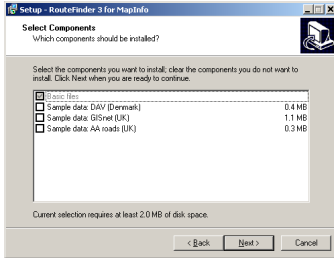 Setup - RouteFinder 3 for MapInfo
Select Components
Which components should be installed?
Select the components you want to install; clear the components you do not want to
install. Click Next when you are ready to continue.
Basic files
Sample data: DAV (Denmark) 0.4 MB
Sample data: GISnet (UK) 1.1 MB
Sample data: AA roads (UK) 0.3 MB
Current selection requires at least 2.0 MB of disk space.
< Back Next > Cancel